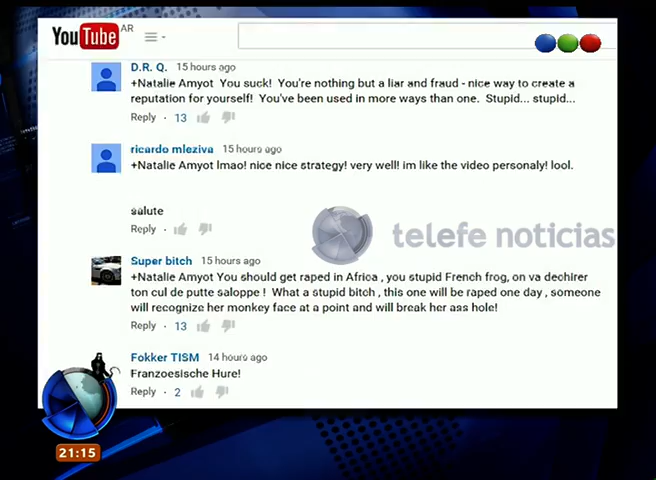 YouTube AR
D.R. Q. 15 hours ago
+Natalie Amyot You suck! You're nothing but a liar and fraud - nice way to create a
reputation for yourself! You've been used in more ways than one. Stupid... stupid...
Reply · 13
ricardo mleziva 15 hours ago
+Natalie Amyot lmao! nice nice strategy! very well! im like the video personaly! lool.
salute
Reply ·
telefe noticias
Super bitch 15 hours ago
+Natalie Amyot You should get raped in Africa , you stupid French frog, on va dechirer
ton cul de putte saloppe ! What a stupid bitch , this one will be raped one day , someone
will recognize her monkey face at a point and will break her ass hole!
Reply · 13
Fokker TISM 14 hours ago
Franzoesische Hure!
Reply · 2
21:15